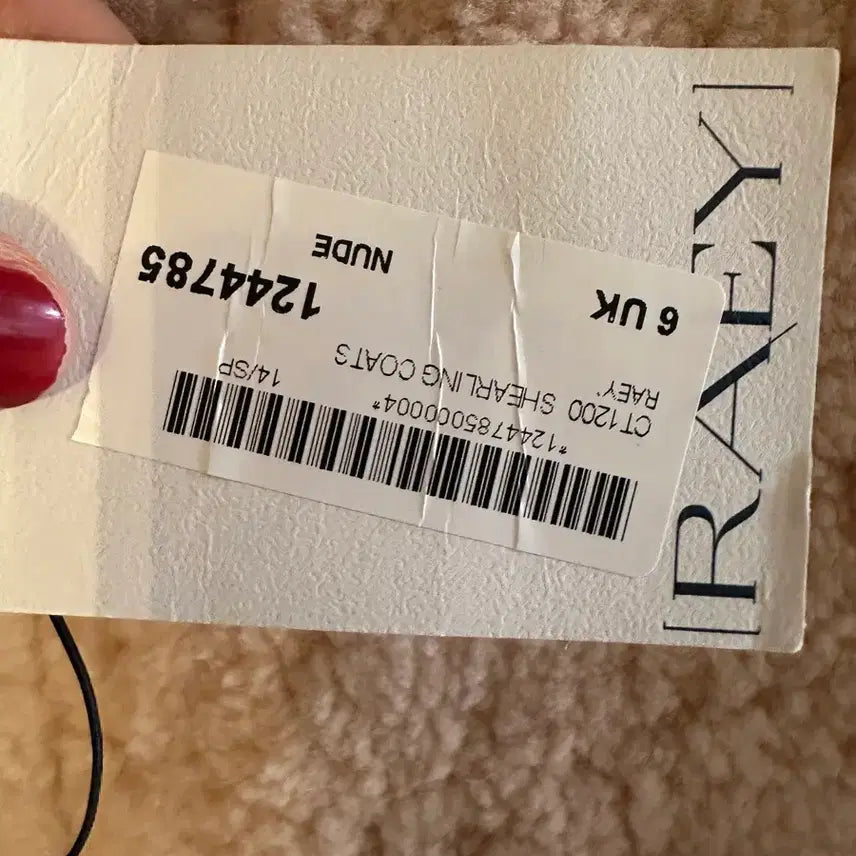 [RAEY]
*1244785000004*
CT1200 SHEARLING COATS 14/SP
RAEY`
6 UK NUDE 1244785